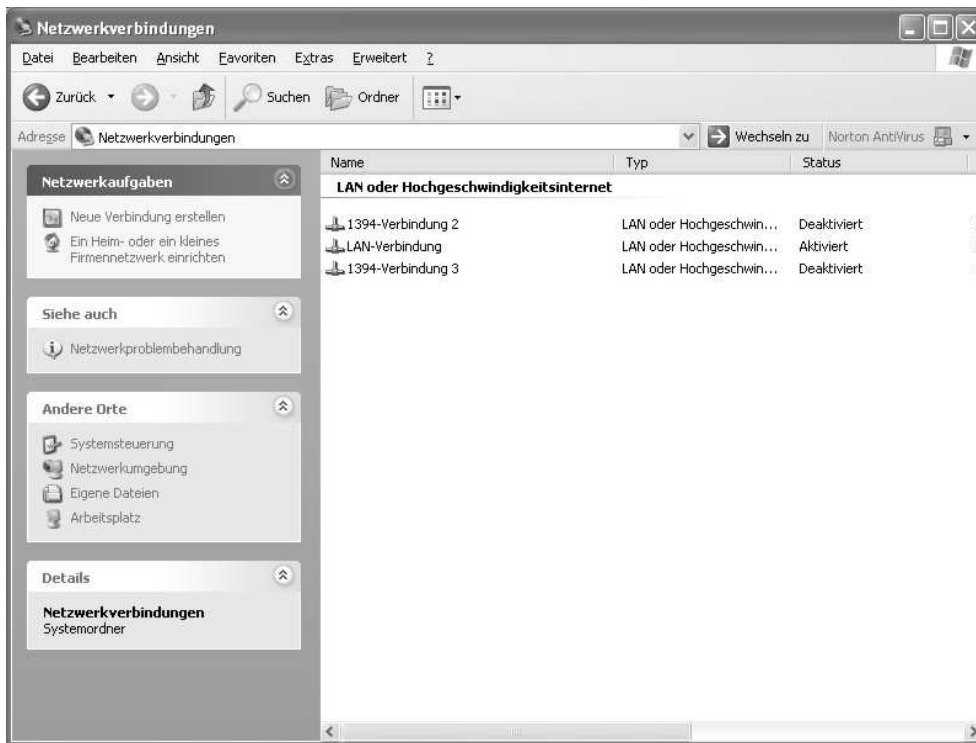 Netzwerkverbindungen
Datei Bearbeiten Ansicht Favoriten Extras Erweitert ?
Zurück Suchen Ordner
Adresse Netzwerkverbindungen Wechseln zu Norton AntiVirus
Name Typ Status
LAN oder Hochgeschwindigkeitsinternet
1394-Verbindung 2 LAN oder Hochgeschwin... Deaktiviert
LAN-Verbindung LAN oder Hochgeschwin... Aktiviert
1394-Verbindung 3 LAN oder Hochgeschwin... Deaktiviert
Netzwerkaufgaben
Neue Verbindung erstellen
Ein Heim- oder ein kleines
Firmennetzwerk einrichten
Siehe auch
Netzwerkproblembehandlung
Andere Orte
Systemsteuerung
Netzwerkumgebung
Eigene Dateien
Arbeitsplatz
Details
Netzwerkverbindungen
Systemordner